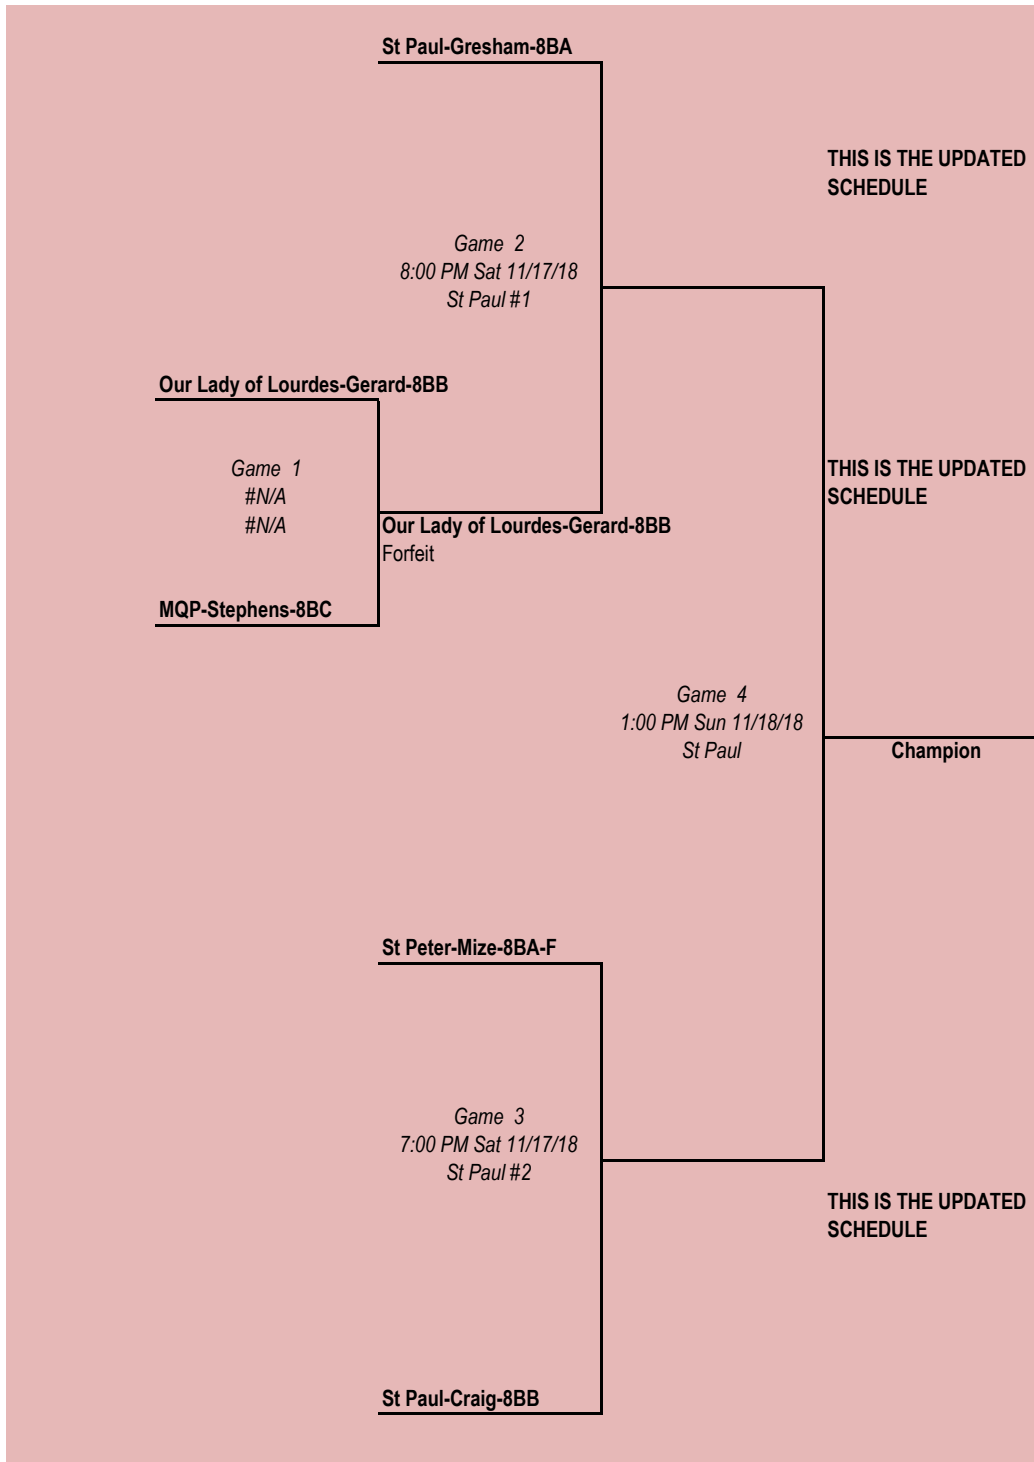 St Paul-Gresham-8BA
THIS IS THE UPDATED
SCHEDULE
Game 2
8:00 PM Sat 11/17/18
St Paul #1
Our Lady of Lourdes-Gerard-8BB
Game 1
#N/A
#N/A
THIS IS THE UPDATED
SCHEDULE
Our Lady of Lourdes-Gerard-8BB
Forfeit
MQP-Stephens-8BC
Game 4
1:00 PM Sun 11/18/18
St Paul
Champion
St Peter-Mize-8BA-F
Game 3
7:00 PM Sat 11/17/18
St Paul #2
THIS IS THE UPDATED
SCHEDULE
St Paul-Craig-8BB